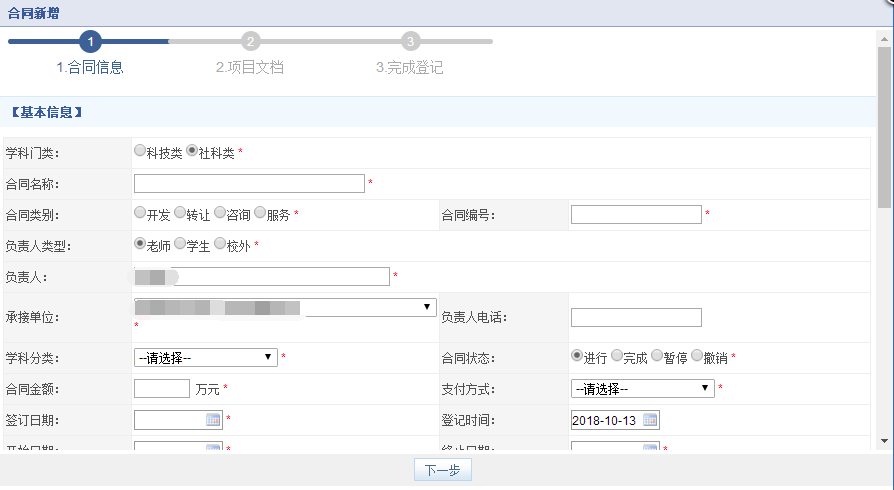 合同新增
1 2 3
1.合同信息 2.项目文档 3.完成登记
【基本信息】
学科门类： 科技类 社科类 *
合同名称： *
合同类别： 开发 转让 咨询 服务 * 合同编号： *
负责人类型： 老师 学生 校外 *
负责人： *
承接单位： * 负责人电话：
学科分类： --请选择-- * 合同状态： 进行 完成 暂停 撤销 *
合同金额： 万元 * 支付方式： --请选择-- *
签订日期： * 登记时间： 2018-10-13
开始日期： * 终止日期： *
下一步